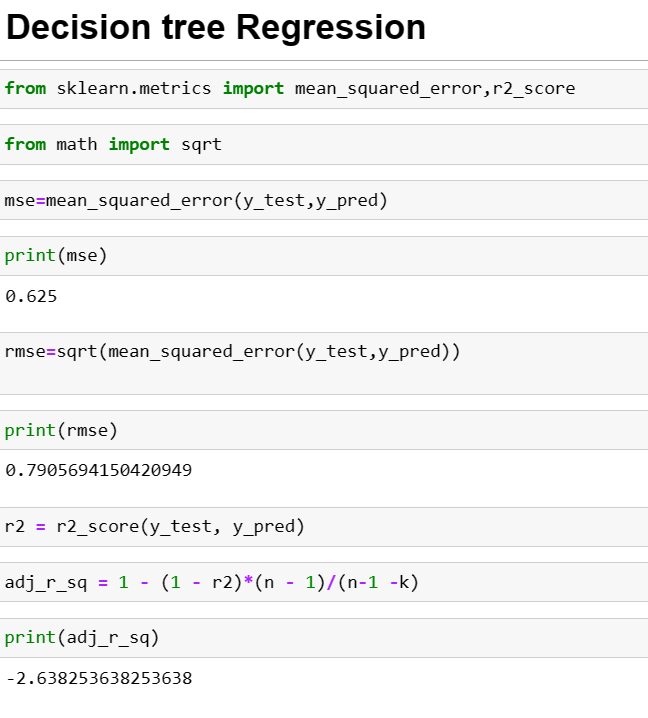 Decision tree Regression
from sklearn.metrics import mean_squared_error,r2_score
from math import sqrt
mse=mean_squared_error(y_test,y_pred)
print(mse)
0.625
rmse=sqrt(mean_squared_error(y_test,y_pred))
print(rmse)
0.7905694150420949
r2 = r2_score(y_test, y_pred)
adj_r_sq = 1 - (1 - r2)*(n - 1)/(n-1 -k)
print(adj_r_sq)
-2.638253638253638